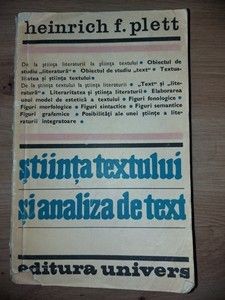 heinrich f. plett
De la știința literaturii la știința textului • Obiectul de
studiu „literatură" • Obiectul de studiu „text" • Textua-
litatea și știința textului
De la știința textului la știința literaturii • „Text" și „lite-
ratură" • Literaritatea și știința literaturii • Elaborarea
unui model de estetică a textului • Figuri fonologice •
Figuri morfologice • Figuri sintactice • Figuri semantice
Figuri grafemice • Posibilități ale unei științe a lite-
raturii integratoare •
știința textului
și analiza de text
editura univers